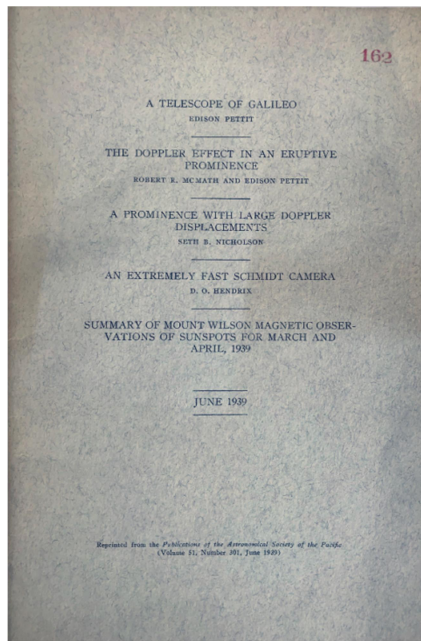 162
A TELESCOPE OF GALILEO
EDISON PETTIT
THE DOPPLER EFFECT IN AN ERUPTIVE
PROMINENCE
ROBERT R. MCMATH AND EDISON PETTIT
A PROMINENCE WITH LARGE DOPPLER
DISPLACEMENTS
SETH B. NICHOLSON
AN EXTREMELY FAST SCHMIDT CAMERA
D. O. HENDRIX
SUMMARY OF MOUNT WILSON MAGNETIC OBSER-
VATIONS OF SUNSPOTS FOR MARCH AND
APRIL, 1939
JUNE 1939
Reprinted from the Publications of the Astronomical Society of the Pacific
(Volume 51, Number 301, June 1939)